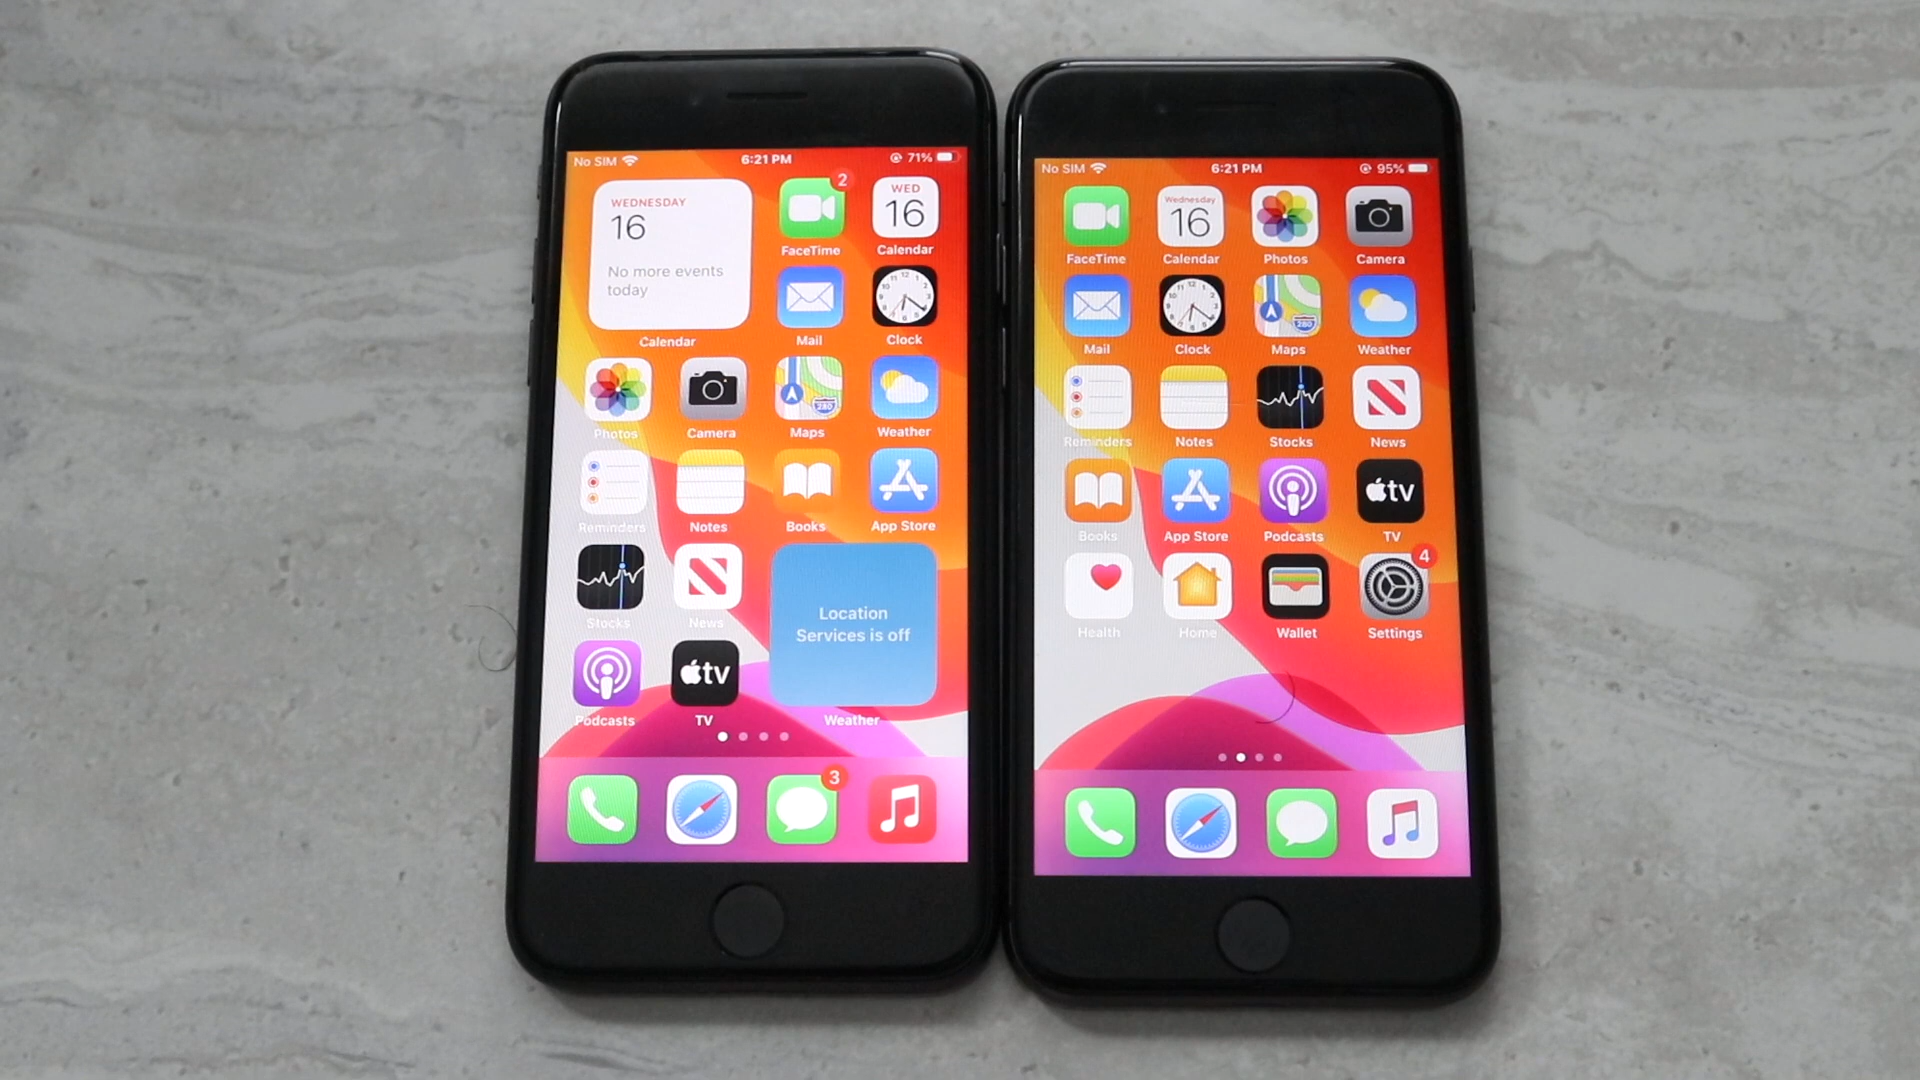 No SIM 6:21 PM 71%
WEDNESDAY
16
No more events
today
Calendar
2
FaceTime
WED
16
Calendar
Mail
Clock
Photos
Camera
280
Maps
Weather
Reminders
Notes
Books
App Store
Stocks
News
Location
Services is off
Weather
Podcasts
tv
TV
3
No SIM 6:21 PM 95%
FaceTime
Wednesday
16
Calendar
Photos
Camera
Mail
Clock
280
Maps
Weather
Reminders
Notes
Stocks
News
Books
App Store
Podcasts
tv
TV
Health
Home
Wallet
4
Settings